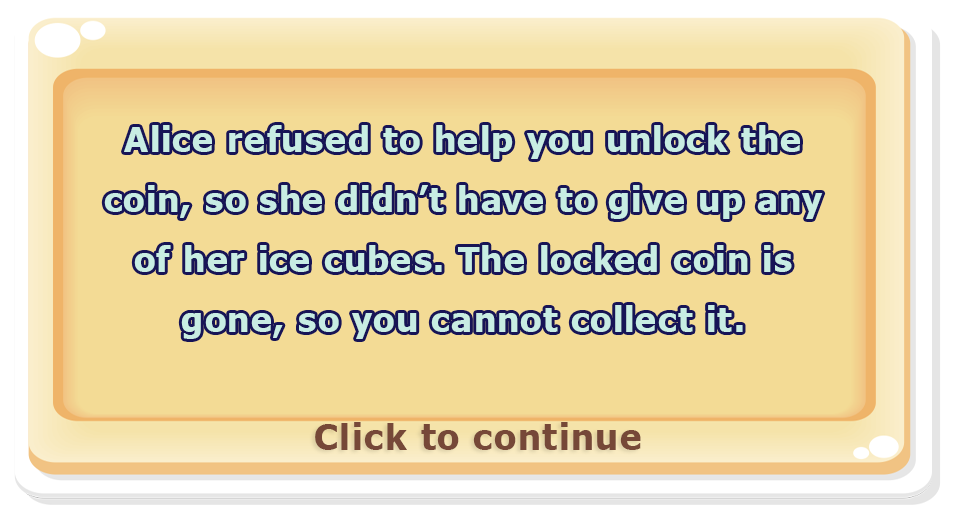 Alice refused to help you unlock the
coin, so she didn’t have to give up any
of her ice cubes. The locked coin is
gone, so you cannot collect it.
Click to continue